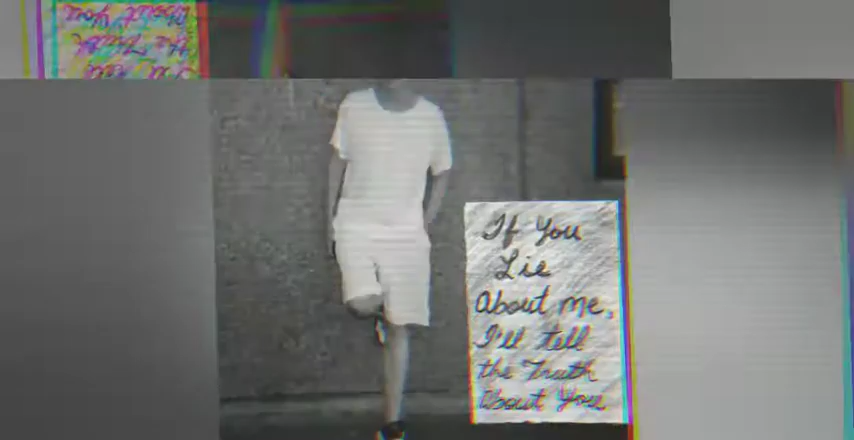 If You
Lie
About me,
I'll tell
the Truth
About You